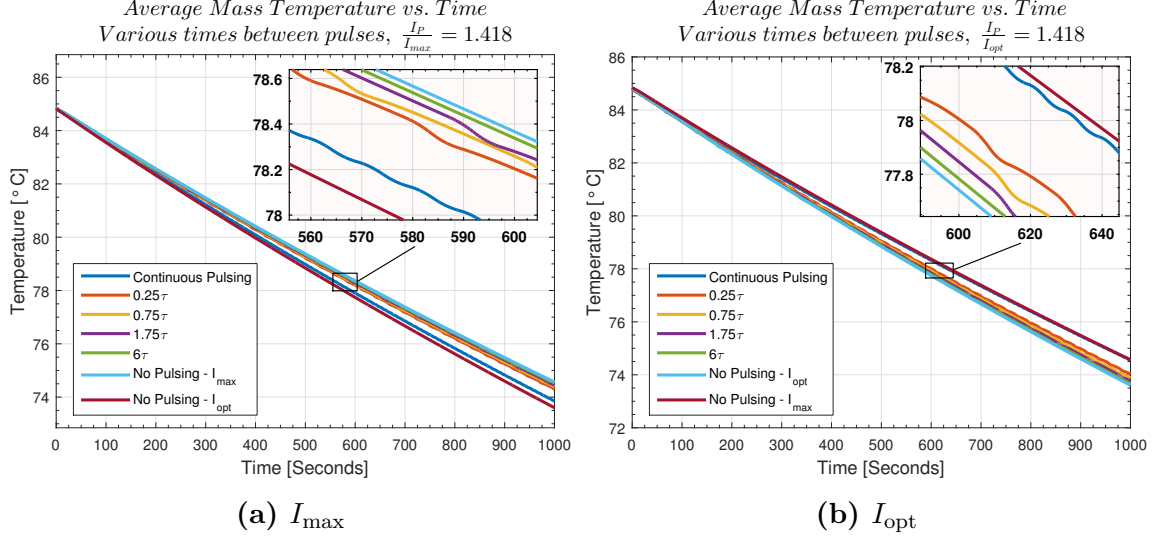 Average Mass Temperature vs. Time
Various times between pulses, I_P/I_max = 1.418
86
84
82
80
78
76
74
Temperature [ ° C]
0 100 200 300 400 500 600 700 800 900 1000
Time [Seconds]
78.6
78.4
78.2
78
560 570 580 590 600
Continuous Pulsing
0.25τ
0.75τ
1.75τ
6τ
No Pulsing - I_max
No Pulsing - I_opt
(a) I_max
Average Mass Temperature vs. Time
Various times between pulses, I_P/I_opt = 1.418
86
84
82
80
78
76
74
72
Temperature [ ° C]
0 100 200 300 400 500 600 700 800 900 1000
Time [Seconds]
78.2
78
77.8
600 620 640
Continuous Pulsing
0.25τ
0.75τ
1.75τ
6τ
No Pulsing - I_opt
No Pulsing - I_max
(b) I_opt